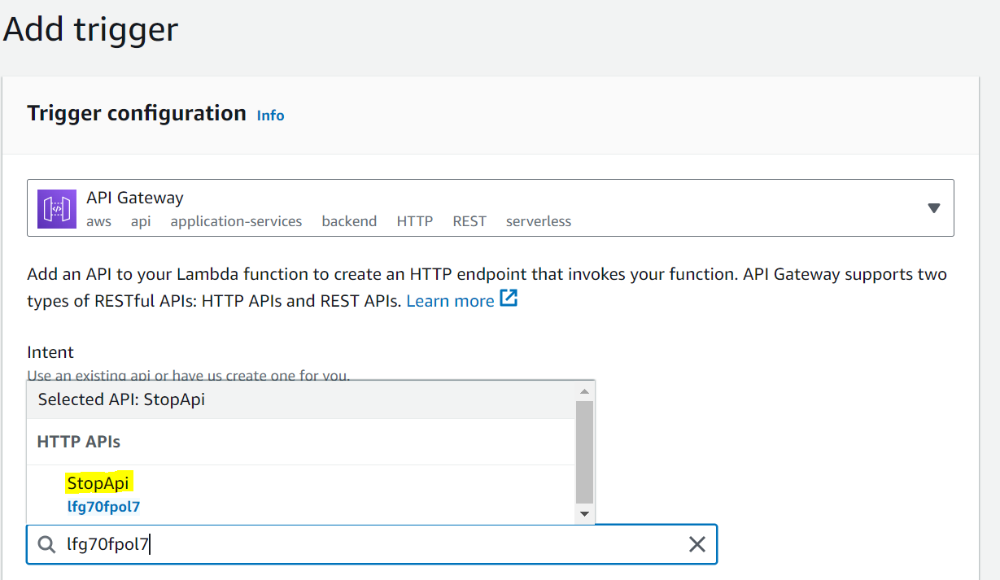 Add trigger
Trigger configuration Info
API Gateway
aws api application-services backend HTTP REST serverless
Add an API to your Lambda function to create an HTTP endpoint that invokes your function. API Gateway supports two
types of RESTful APIs: HTTP APIs and REST APIs. Learn more
Intent
Use an existing api or have us create one for you.
Selected API: StopApi
HTTP APIs
StopApi
lfg70fpol7
lfg70fpol7